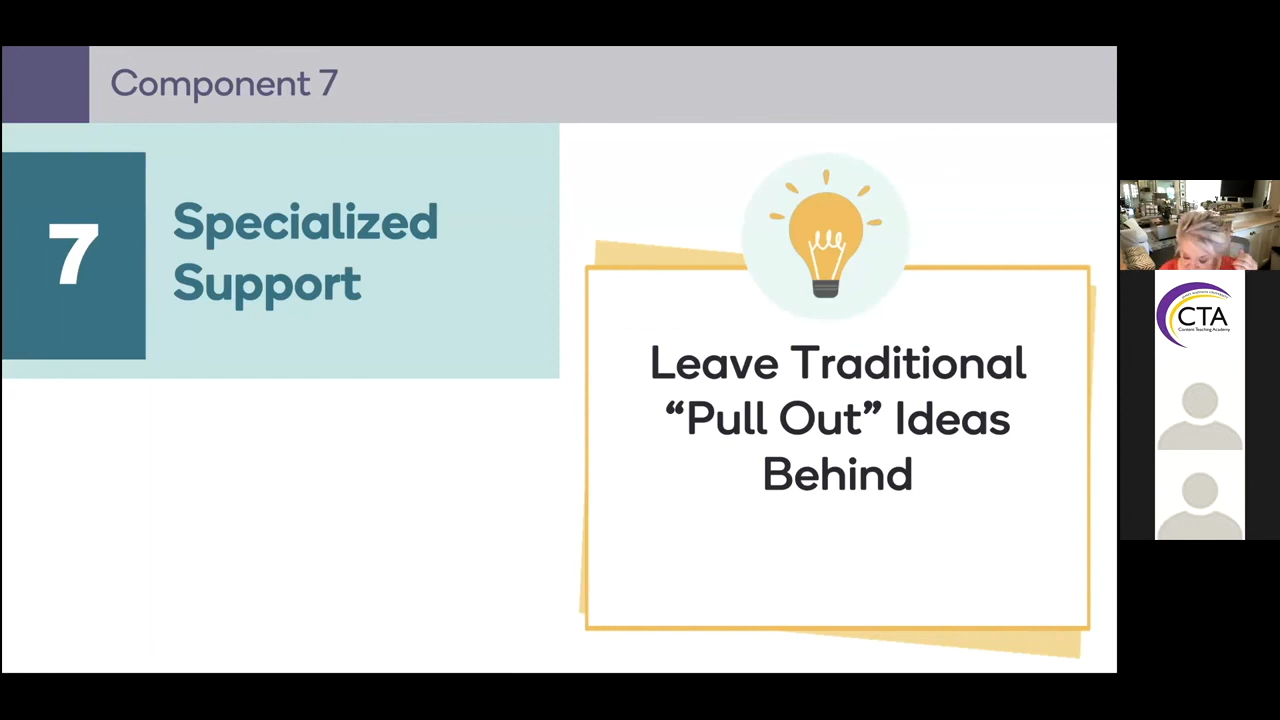 Component 7
7
Specialized
Support
Leave Traditional
“Pull Out” Ideas
Behind
CTA
Content Teaching Academy